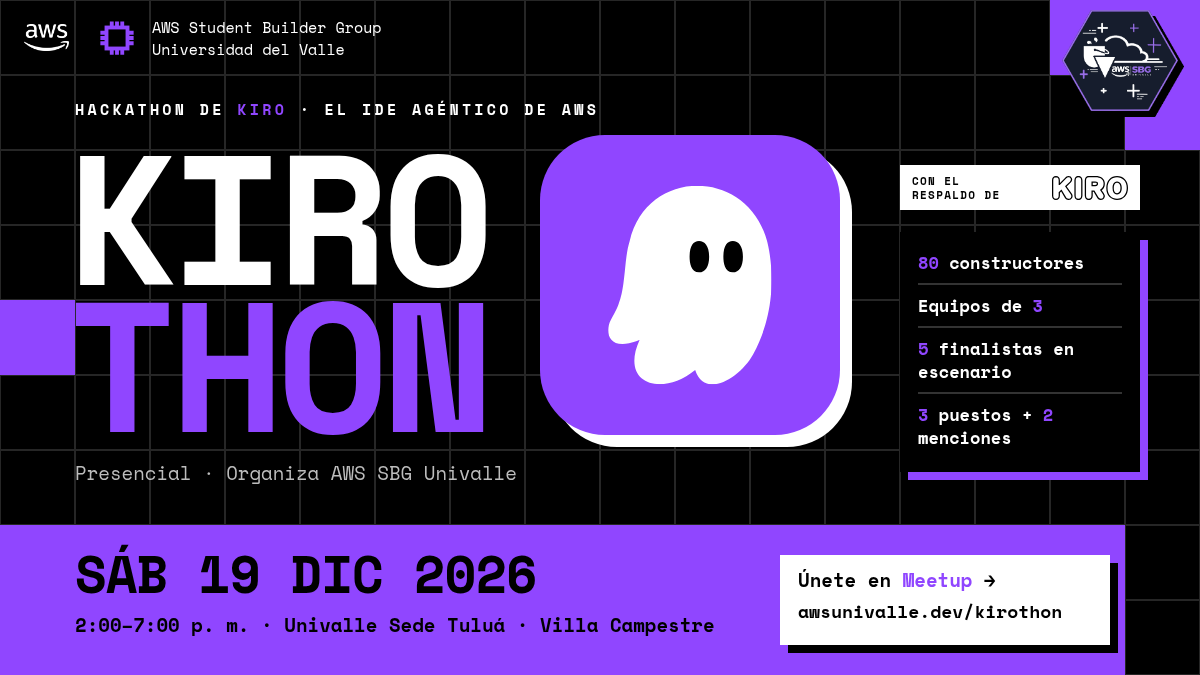 aws
AWS Student Builder Group
Universidad del Valle
aws SBG
HACKATHON DE KIRO · EL IDE AGÉNTICO DE AWS
KIRO
THON
CON EL
RESPALDO DE
KIRO
80 constructores
Equipos de 3
5 finalistas en
escenario
3 puestos + 2
menciones
Presencial · Organiza AWS SBG Univalle
SÁB 19 DIC 2026
2:00–7:00 p. m. · Univalle Sede Tuluá · Villa Campestre
Únete en Meetup →
awsunivalle.dev/kirothon